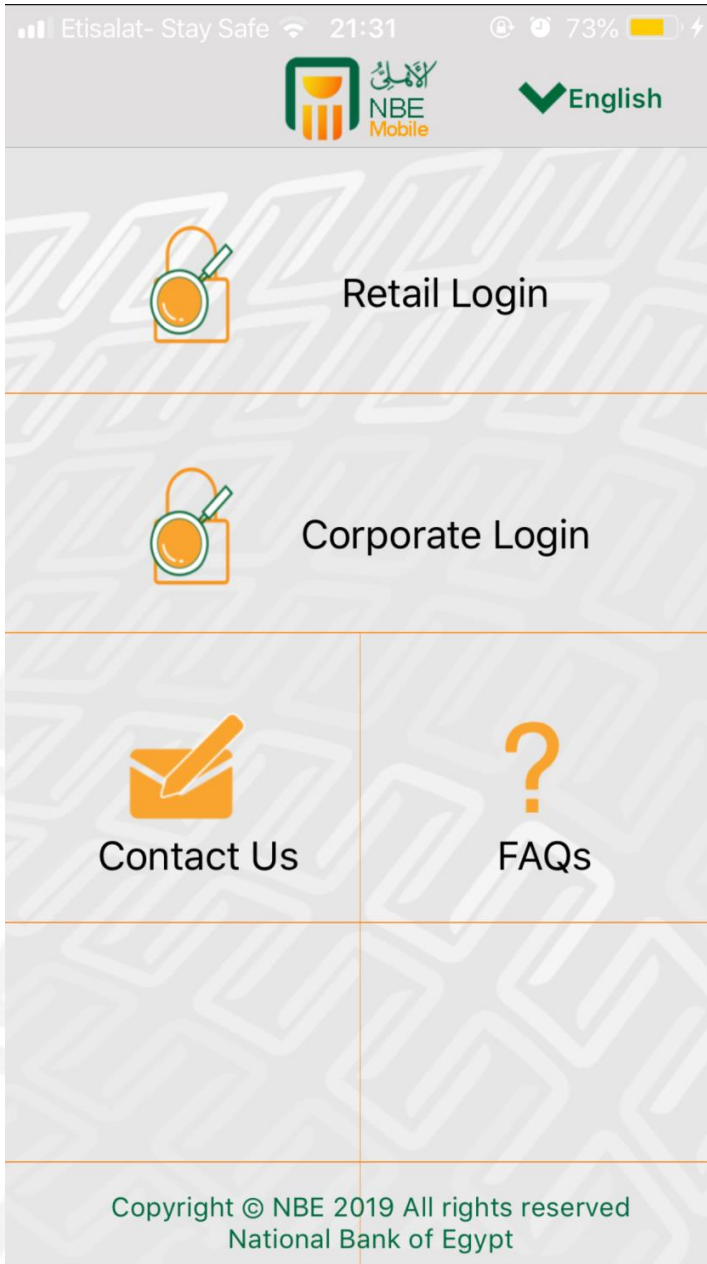 Etisalat- Stay Safe 21:31 73%
الأهلي
NBE
Mobile
English
Retail Login
Corporate Login
Contact Us
?
FAQs
Copyright © NBE 2019 All rights reserved
National Bank of Egypt